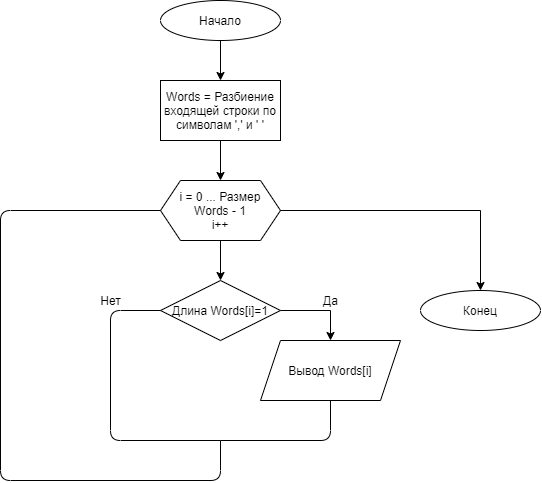 Начало
Words = Разбиение
входящей строки по
символам ',' и ' '
i = 0 ... Размер
Words - 1
i++
Нет
Длина Words[i]=1
Да
Конец
Вывод Words[i]